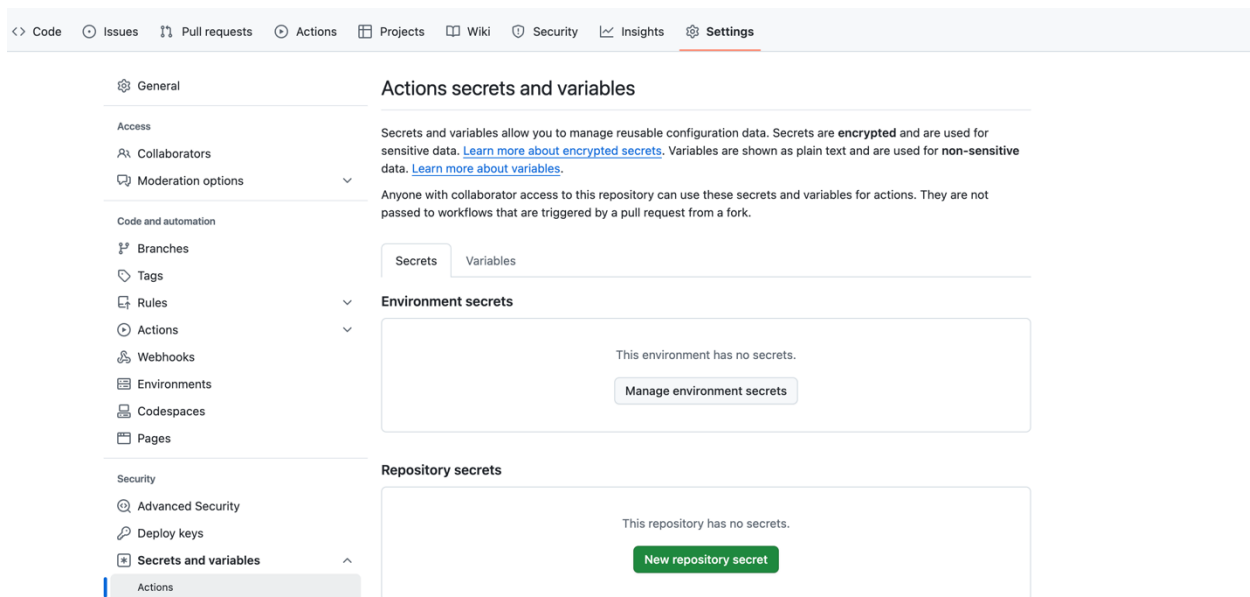 Code Issues Pull requests Actions Projects Wiki Security Insights Settings
General
Access
Collaborators
Moderation options
Code and automation
Branches
Tags
Rules
Actions
Webhooks
Environments
Codespaces
Pages
Security
Advanced Security
Deploy keys
Secrets and variables
Actions
Actions secrets and variables
Secrets and variables allow you to manage reusable configuration data. Secrets are encrypted and are used for
sensitive data. Learn more about encrypted secrets. Variables are shown as plain text and are used for non-sensitive
data. Learn more about variables.
Anyone with collaborator access to this repository can use these secrets and variables for actions. They are not
passed to workflows that are triggered by a pull request from a fork.
Secrets Variables
Environment secrets
This environment has no secrets.
Manage environment secrets
Repository secrets
This repository has no secrets.
New repository secret